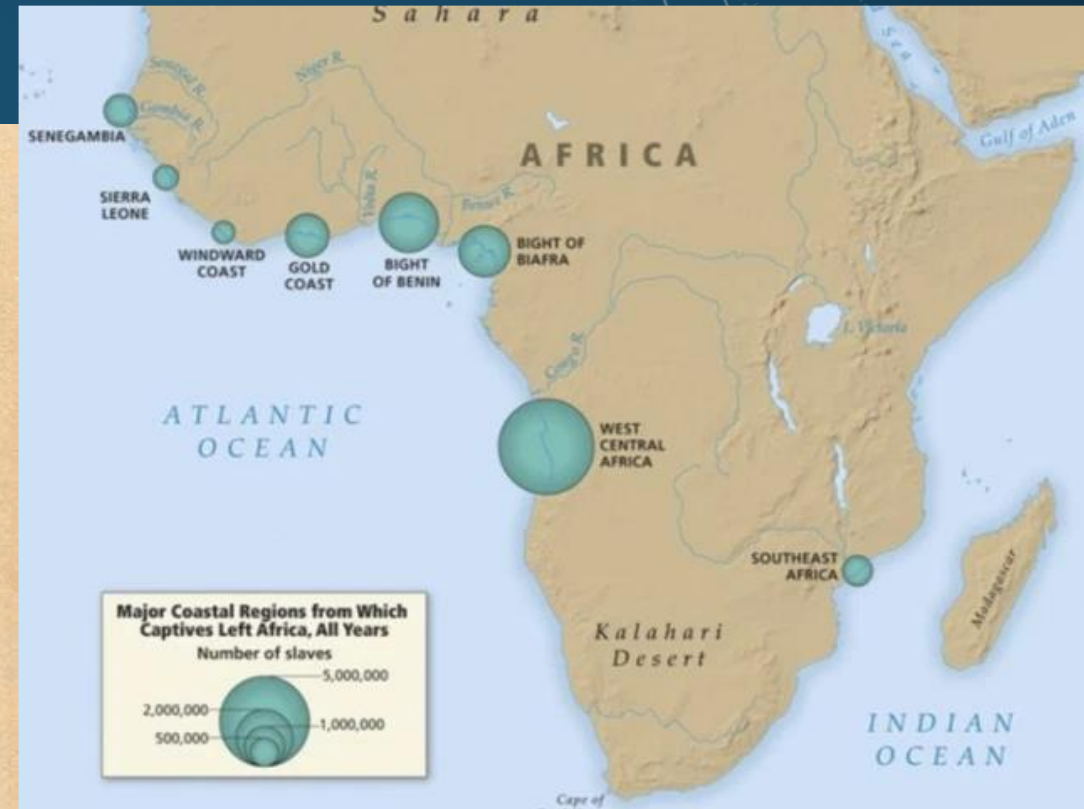 Sahara
Senegal R.
Niger R.
Gambia R.
SENEGAMBIA
AFRICA
Sea
Gulf of Aden
SIERRA
LEONE
Volta R.
Benue R.
WINDWARD
COAST
GOLD
COAST
BIGHT
OF BENIN
BIGHT OF
BIAFRA
L. Victoria
Congo R.
ATLANTIC
OCEAN
WEST
CENTRAL
AFRICA
SOUTHEAST
AFRICA
Madagascar
Kalahari
Desert
INDIAN
OCEAN
Cape of
Major Coastal Regions from Which
Captives Left Africa, All Years
Number of slaves
5,000,000
2,000,000
1,000,000
500,000